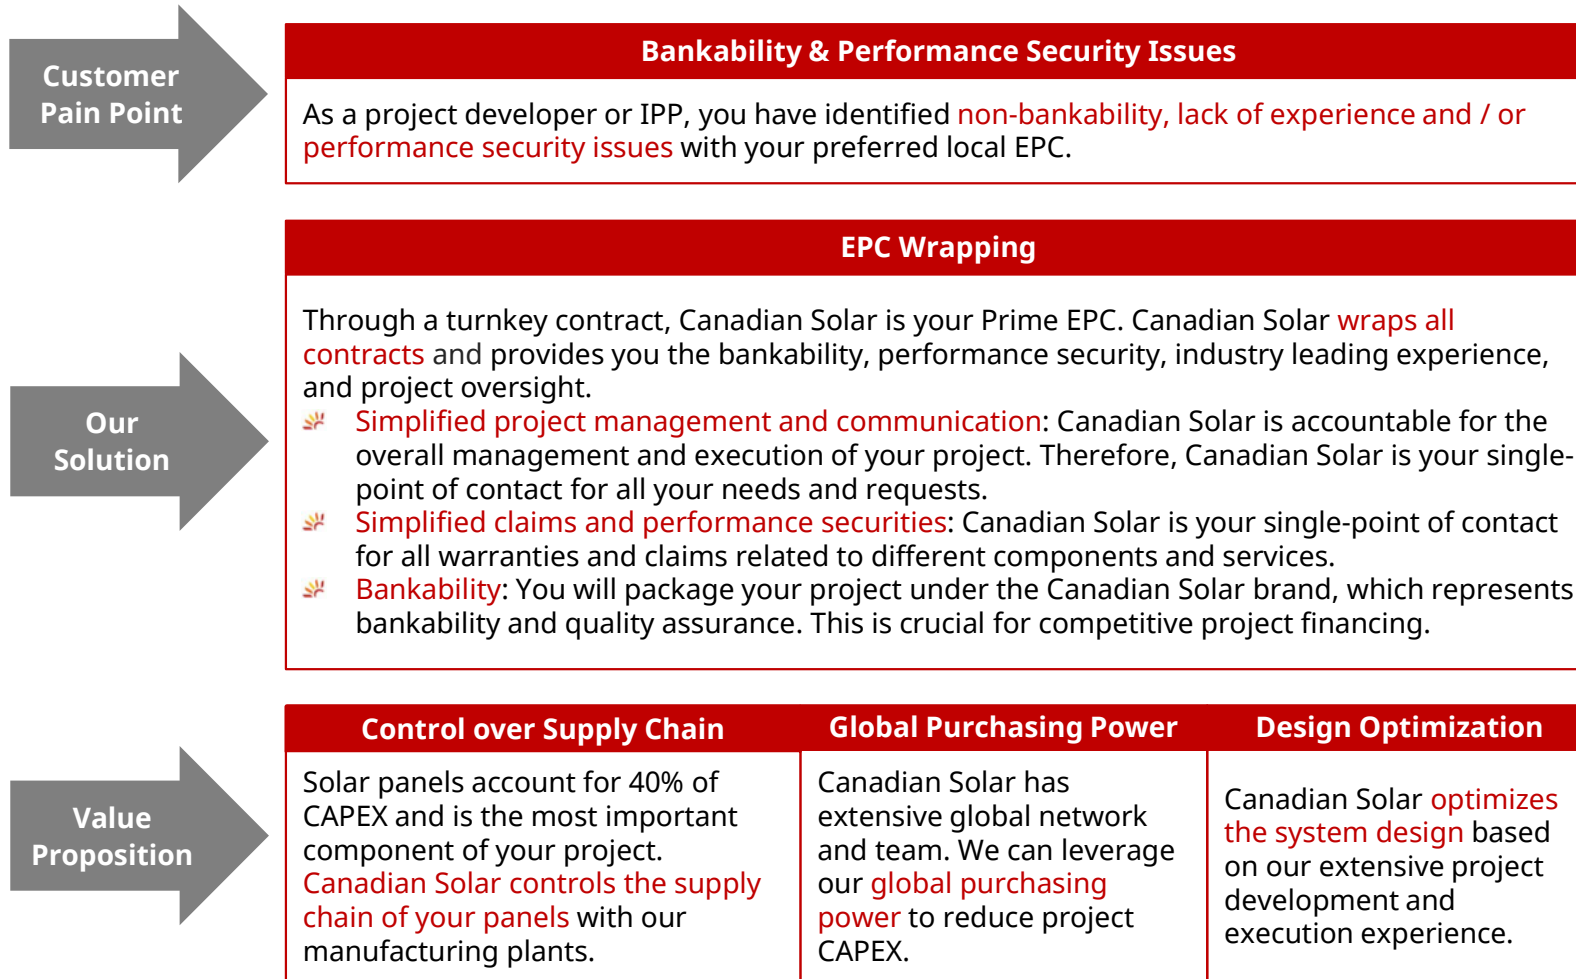 Customer
Pain Point
Bankability & Performance Security Issues
As a project developer or IPP, you have identified non-bankability, lack of experience and / or
performance security issues with your preferred local EPC.
Our
Solution
EPC Wrapping
Through a turnkey contract, Canadian Solar is your Prime EPC. Canadian Solar wraps all
contracts and provides you the bankability, performance security, industry leading experience,
and project oversight.
Simplified project management and communication: Canadian Solar is accountable for the
overall management and execution of your project. Therefore, Canadian Solar is your single-
point of contact for all your needs and requests.
Simplified claims and performance securities: Canadian Solar is your single-point of contact
for all warranties and claims related to different components and services.
Bankability: You will package your project under the Canadian Solar brand, which represents
bankability and quality assurance. This is crucial for competitive project financing.
Value
Proposition
Control over Supply Chain
Solar panels account for 40% of
CAPEX and is the most important
component of your project.
Canadian Solar controls the supply
chain of your panels with our
manufacturing plants.
Global Purchasing Power
Canadian Solar has
extensive global network
and team. We can leverage
our global purchasing
power to reduce project
CAPEX.
Design Optimization
Canadian Solar optimizes
the system design based
on our extensive project
development and
execution experience.